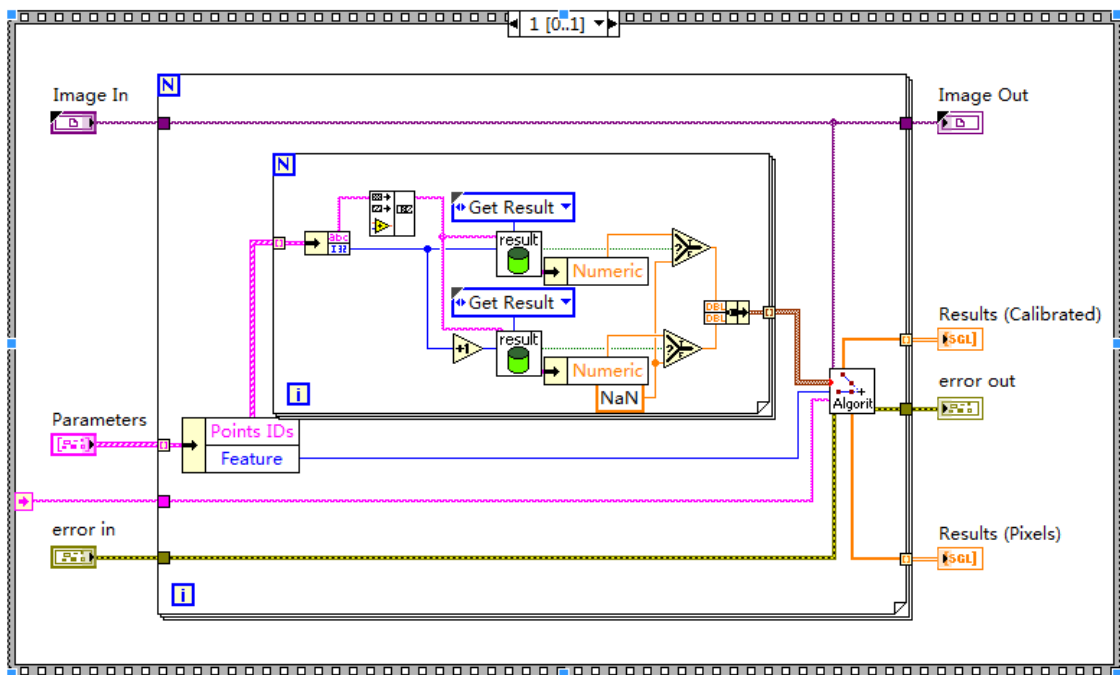 1 [0..1]
N
Image In
Image Out
N
Get Result
abc
I32
result
Numeric
Get Result
DBL
DBL
Results (Calibrated)
[SGL]
+1
result
Numeric
NaN
error out
i
Algorit
Parameters
Points IDs
Feature
error in
Results (Pixels)
[SGL]
i